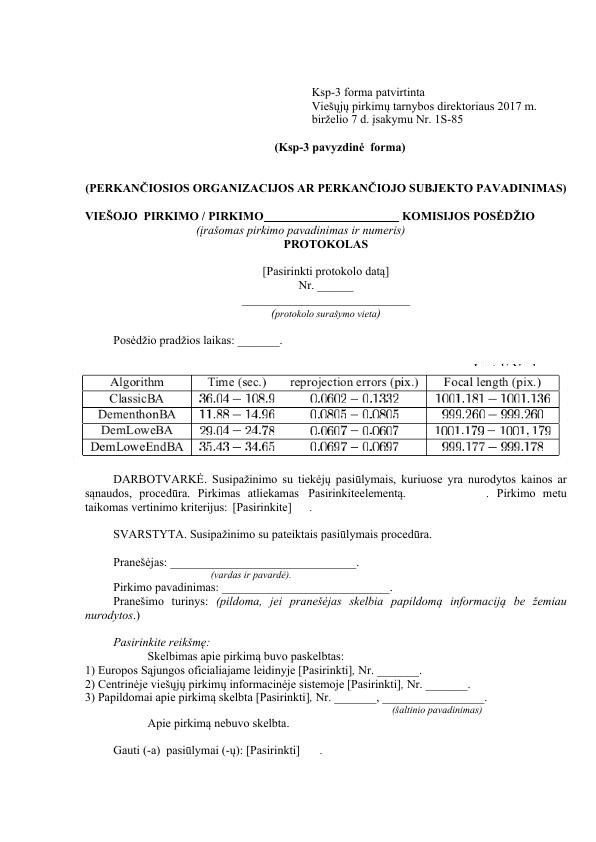 Ksp-3 forma patvirtinta
Viešųjų pirkimų tarnybos direktoriaus 2017 m.
birželio 7 d. įsakymu Nr. 1S-85
(Ksp-3 pavyzdinė forma)
(PERKANČIOSIOS ORGANIZACIJOS AR PERKANČIOJO SUBJEKTO PAVADINIMAS)
VIEŠOJO PIRKIMO / PIRKIMO______________________ KOMISIJOS POSĖDŽIO
(įrašomas pirkimo pavadinimas ir numeris)
PROTOKOLAS
[Pasirinkti protokolo datą]
Nr. ______
____________________________
(protokolo surašymo vieta)
Posėdžio pradžios laikas: _______.
Algorithm Time (sec.) reprojection errors (pix.) Focal length (pix.)
ClassicBA 36.04 – 108.9 0.0602 – 0.1332 1001.181 – 1001.136
DementhonBA 11.88 – 14.96 0.0805 – 0.0805 999.260 – 999.260
DemLoweBA 29.04 – 24.78 0.0607 – 0.0607 1001.179 – 1001.179
DemLoweEndBA 35.43 – 34.65 0.0697 – 0.0697 999.177 – 999.178
DARBOTVARKĖ. Susipažinimo su tiekėjų pasiūlymais, kuriuose yra nurodytos kainos ar
sąnaudos, procedūra. Pirkimas atliekamas Pasirinkiteelementą. . Pirkimo metu
taikomas vertinimo kriterijus: [Pasirinkite] .
SVARSTYTA. Susipažinimo su pateiktais pasiūlymais procedūra.
Pranešėjas: _______________________________.
(vardas ir pavardė).
Pirkimo pavadinimas: ____________________________.
Pranešimo turinys: (pildoma, jei pranešėjas skelbia papildomą informaciją be žemiau
nurodytos.)
Pasirinkite reikšmę:
Skelbimas apie pirkimą buvo paskelbtas:
1) Europos Sąjungos oficialiajame leidinyje [Pasirinkti], Nr. _______.
2) Centrinėje viešųjų pirkimų informacinėje sistemoje [Pasirinkti], Nr. _______.
3) Papildomai apie pirkimą skelbta [Pasirinkti], Nr. _______, _________________.
(šaltinio pavadinimas)
Apie pirkimą nebuvo skelbta.
Gauti (-a) pasiūlymai (-ų): [Pasirinkti] .